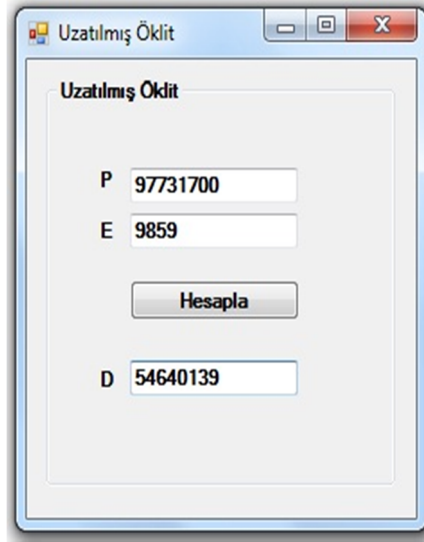 Uzatılmış Öklit
Uzatılmış Öklit
P 97731700
E 9859
Hesapla
D 54640139